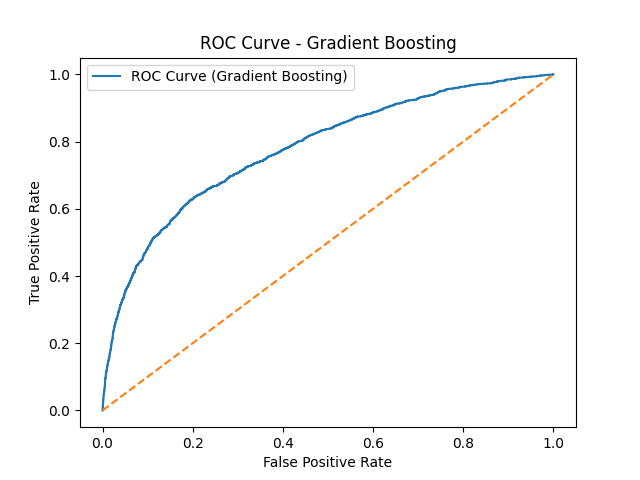 ROC Curve - Gradient Boosting
ROC Curve (Gradient Boosting)
1.0
0.8
0.6
0.4
0.2
0.0
True Positive Rate
0.0 0.2 0.4 0.6 0.8 1.0
False Positive Rate